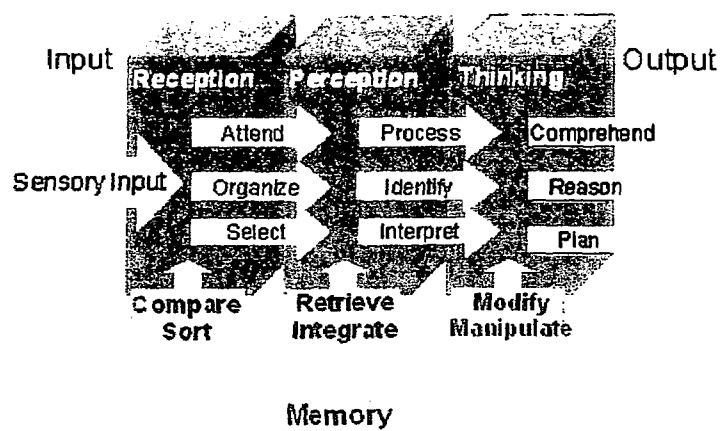 Input
Output
Reception
Perception
Thinking
Attend
Process
Comprehend
Sensory Input
Organize
Identify
Reason
Select
Interpret
Plan
Compare
Sort
Retrieve
Integrate
Modify
Manipulate
Memory